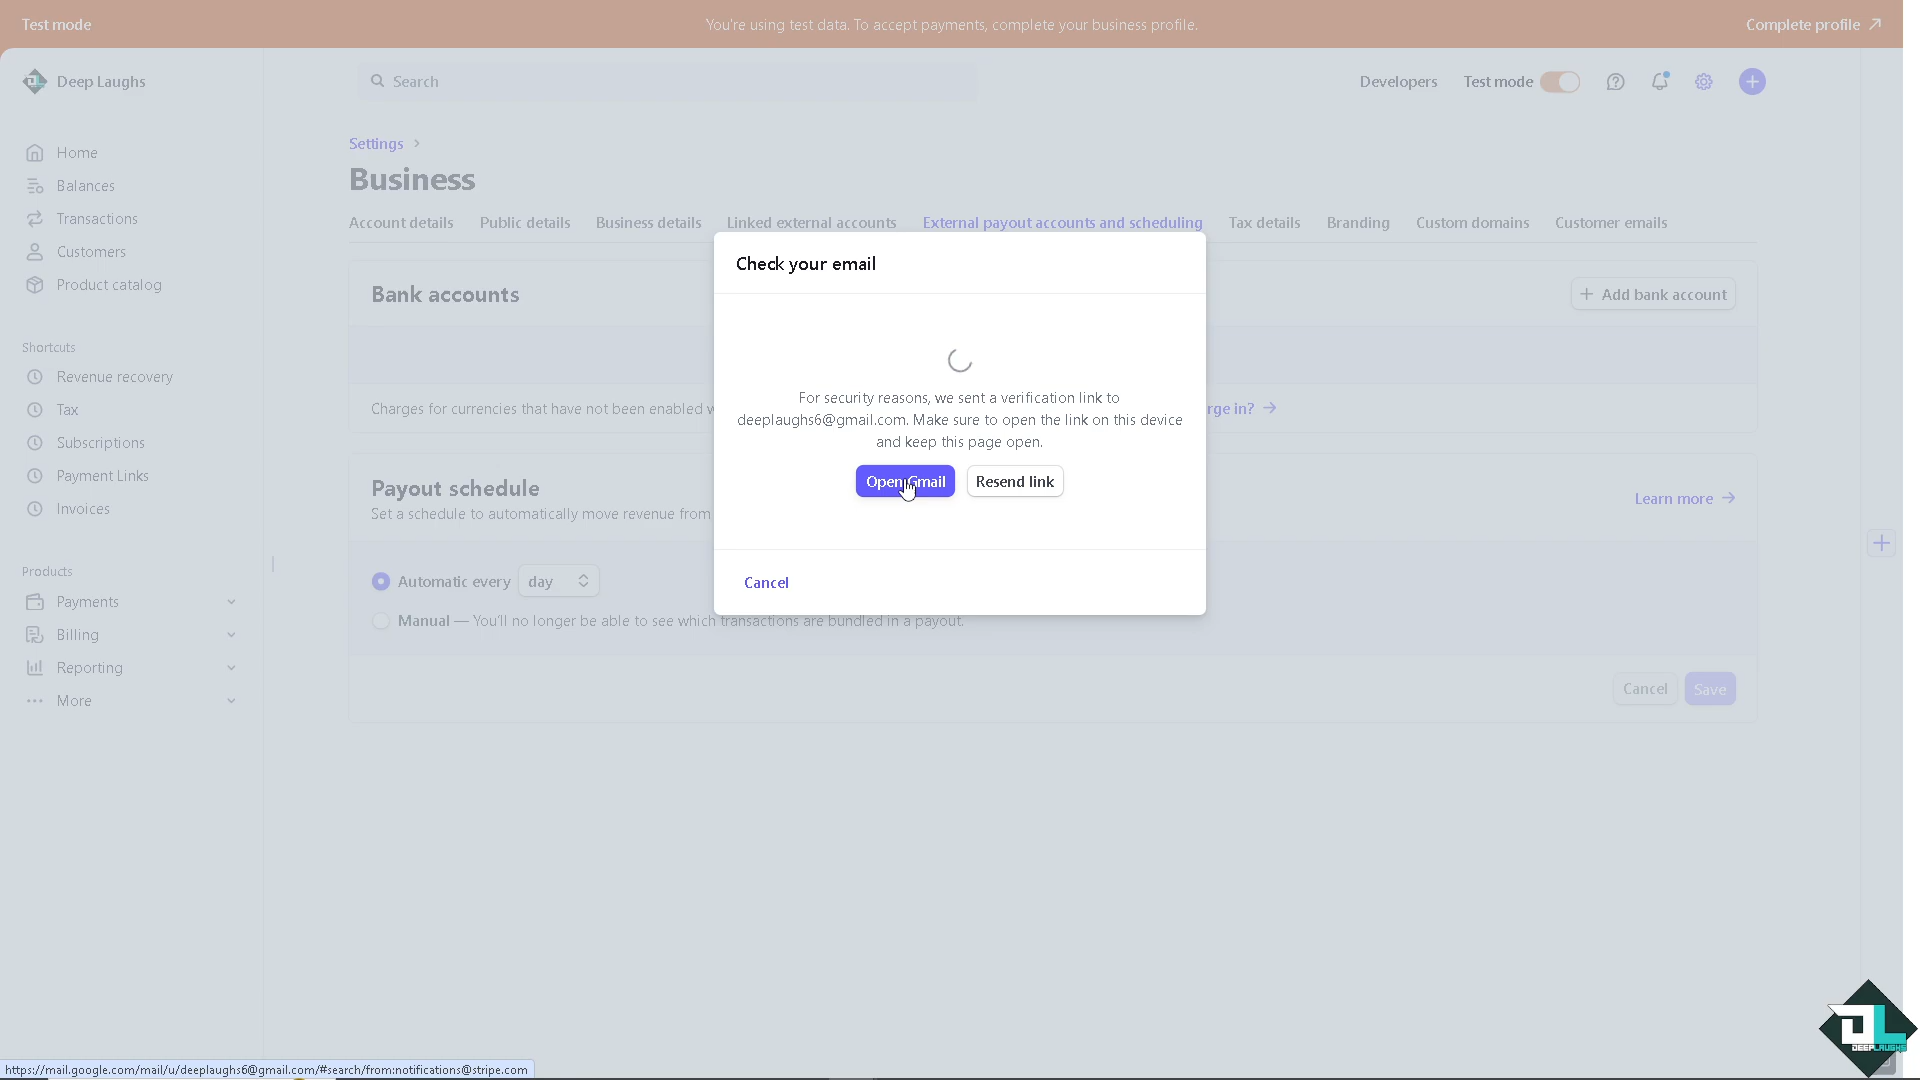 Test mode
You're using test data. To accept payments, complete your business profile.
Complete profile
Deep Laughs
Search
Developers
Test mode
Home
Balances
Transactions
Customers
Product catalog
Shortcuts
Revenue recovery
Tax
Subscriptions
Payment Links
Invoices
Products
Payments
Billing
Reporting
More
Settings
Business
Account details
Public details
Business details
Linked external accounts
External payout accounts and scheduling
Tax details
Branding
Custom domains
Customer emails
Bank accounts
Add bank account
Charges for currencies that have not been enabled
rge in?
Payout schedule
Set a schedule to automatically move revenue from
Learn more
Automatic every
day
Manual — You'll no longer be able to see which transactions are bundled in a payout.
Cancel
Save
Check your email
For security reasons, we sent a verification link to
deeplaughs6@gmail.com. Make sure to open the link on this device
and keep this page open.
Open Gmail
Resend link
Cancel
https://mail.google.com/mail/u/deeplaughs6@gmail.com/#search/from:notifications@stripe.com
DL
DEEPLAUGHS